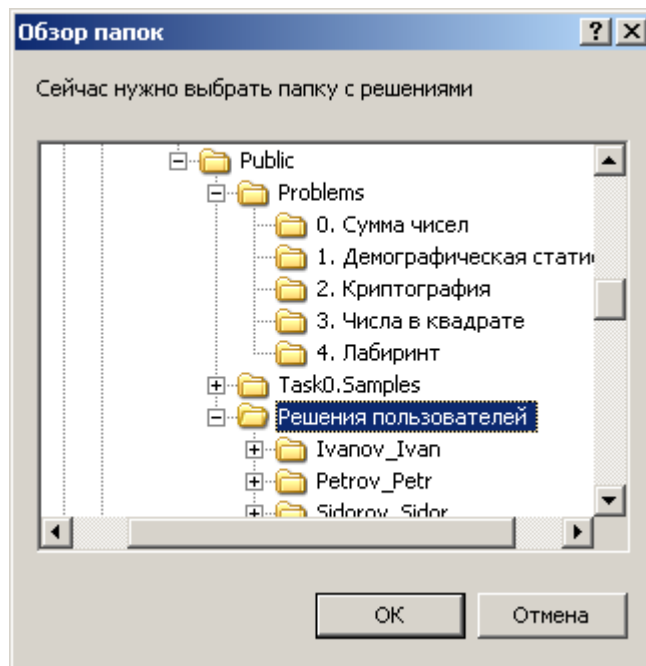 Обзор папок
Сейчас нужно выбрать папку с решениями
Public
Problems
0. Сумма чисел
1. Демографическая
2. Криптография
3. Числа в квадрате
4. Лабиринт
Task0.Samples
Решения пользователей
Ivanov_Ivan
Petrov_Petr
Sidorov_Sidor
OK
Отмена